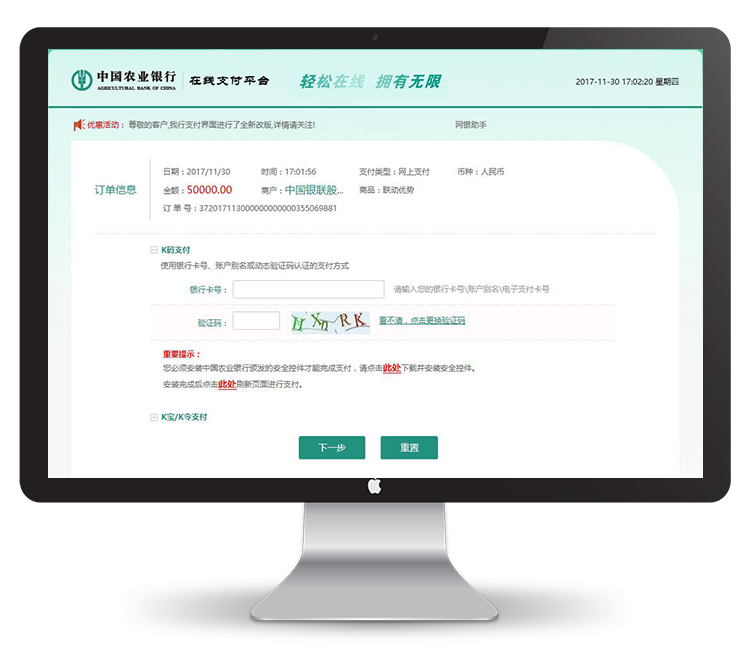 中国农业银行 在线支付平台 轻松在线 拥有无限 2017-11-30 17:02:20 星期四
AGRICULTURAL BANK OF CHINA
优惠活动： 尊敬的客户,我行支付界面进行了全新改版,详情请关注! 网银助手
日期：2017/11/30 时间：17:01:56 支付类型：网上支付 币种：人民币
订单信息 金额：50000.00 商户：中国银联股... 商品：联动优势
订 单 号：
K码支付
使用银行卡号、账户别名或动态验证码认证的支付方式
银行卡号： 请输入您的银行卡号\账户别名\电子支付卡号
验证码： 看不清，点击更换验证码
重要提示：
您必须安装中国农业银行颁发的安全控件才能完成支付，请点击此处下载并安装安全控件。
安装完成后点击此处刷新页面进行支付。
K宝/K令支付
下一步 重置